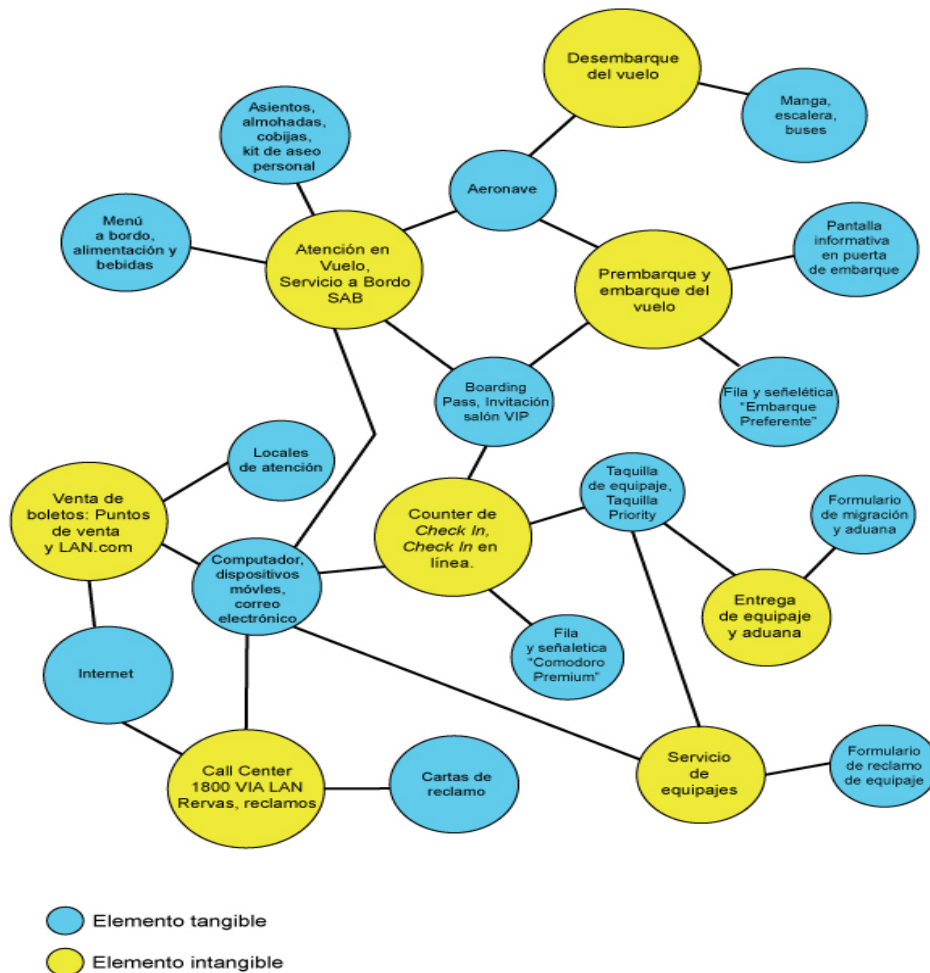 Desembarque
del vuelo
Manga,
escalera,
buses
Asientos,
almohadas,
cobijas,
kit de aseo
personal
Aeronave
Menú
a bordo,
alimentación y
bebidas
Atención en
Vuelo,
Servicio a Bordo
SAB
Prembarque y
embarque del
vuelo
Pantalla
informativa
en puerta
de embarque
Boarding
Pass, Invitación
salón VIP
Fila y señelética
"Embarque
Preferente"
Locales
de atención
Venta de
boletos: Puntos
de venta
y LAN.com
Counter de
Check In,
Check In en
línea.
Taquilla
de equipaje,
Taquilla
Priority
Formulario
de migración
y aduana
Computador,
dispositivos
móvles,
correo
electrónico
Entrega
de equipaje
y aduana
Internet
Fila
y señaletica
"Comodoro
Premium"
Call Center
1800 VIA LAN
Rervas, reclamos
Cartas de
reclamo
Servicio
de
equipajes
Formulario
de reclamo
de equipaje
Elemento tangible
Elemento intangible